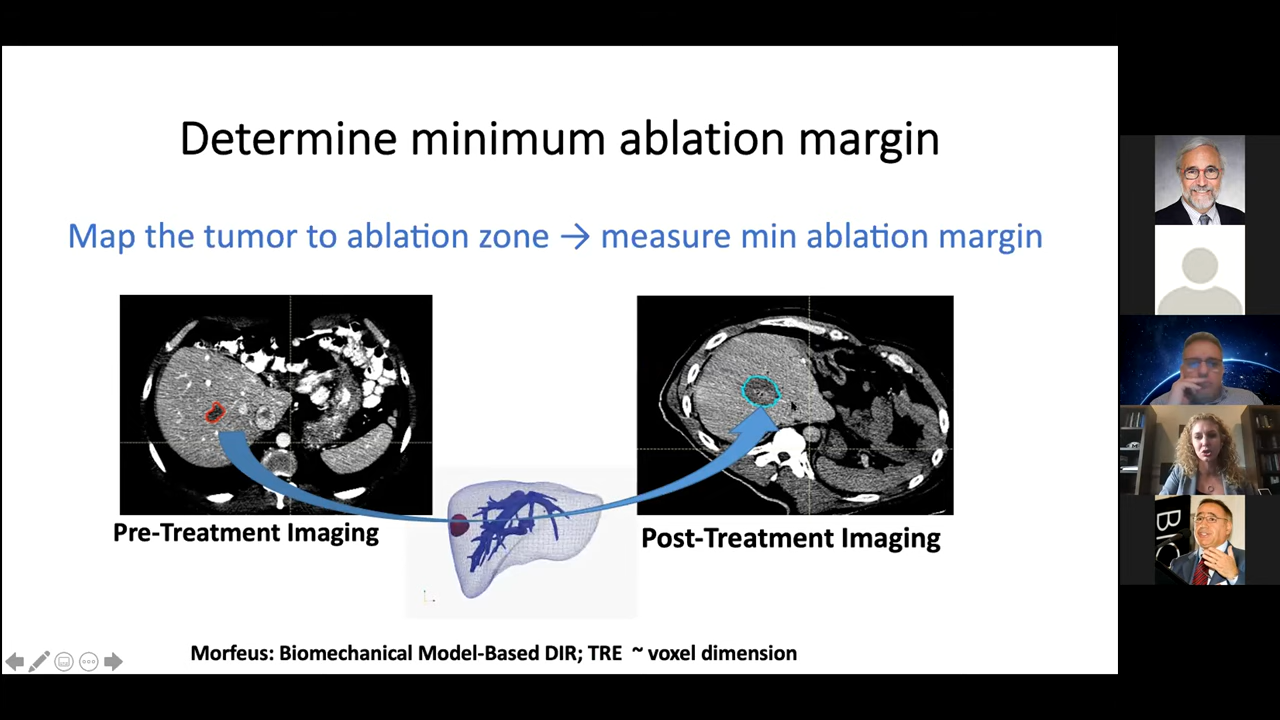 Determine minimum ablation margin
Map the tumor to ablation zone → measure min ablation margin
Pre-Treatment Imaging
Post-Treatment Imaging
Morfeus: Biomechanical Model-Based DIR; TRE ~ voxel dimension
BIO